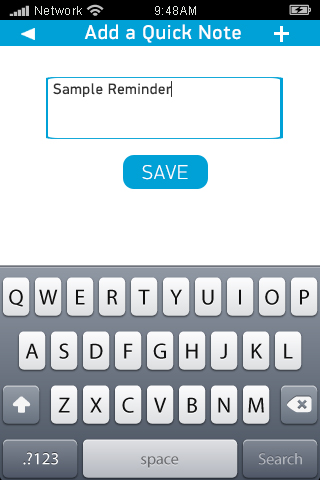 Network 9:48AM
Add a Quick Note
Sample Reminder
SAVE
Q W E R T Y U I O P
A S D F G H J K L
Z X C V B N M
.?123 space Search